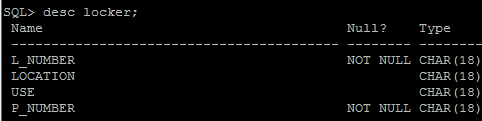 SQL> desc locker;
Name Null? Type
----------------------------------------- -------- --------
L_NUMBER NOT NULL CHAR(18)
LOCATION CHAR(18)
USE CHAR(18)
P_NUMBER NOT NULL CHAR(18)